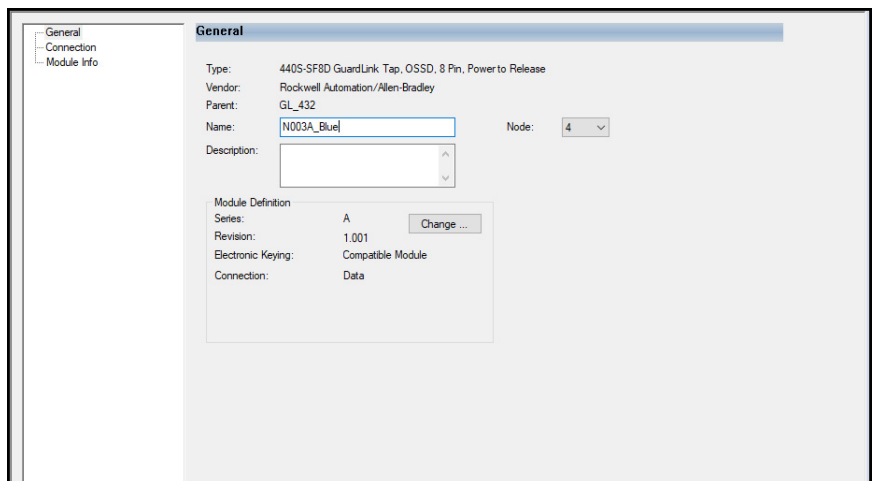 General
Connection
Module Info
General
Type: 440S-SF8D GuardLink Tap, OSSD, 8 Pin, Power to Release
Vendor: Rockwell Automation/Allen-Bradley
Parent: GL_432
Name: N003A_Blue Node: 4
Description:
Module Definition
Series: A Change ...
Revision: 1.001
Electronic Keying: Compatible Module
Connection: Data